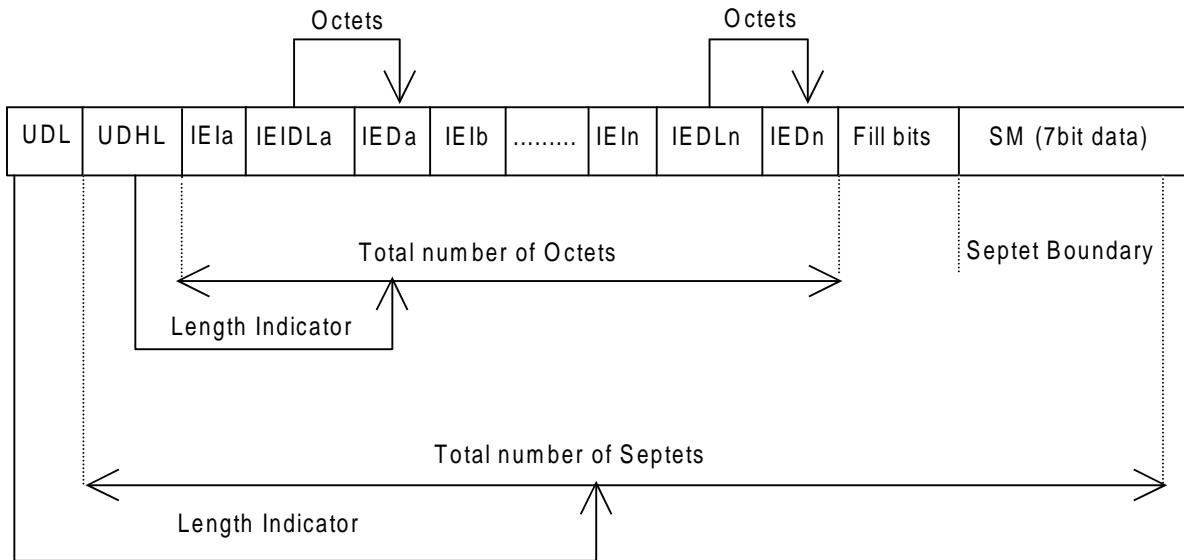 Octets Octets
UDL UDHL IEIa IEIDLa IEDa IEIb ......... IEIn IEDLn IEDn Fill bits SM (7bit data)
Total number of Octets
Septet Boundary
Length Indicator
Total number of Septets
Length Indicator